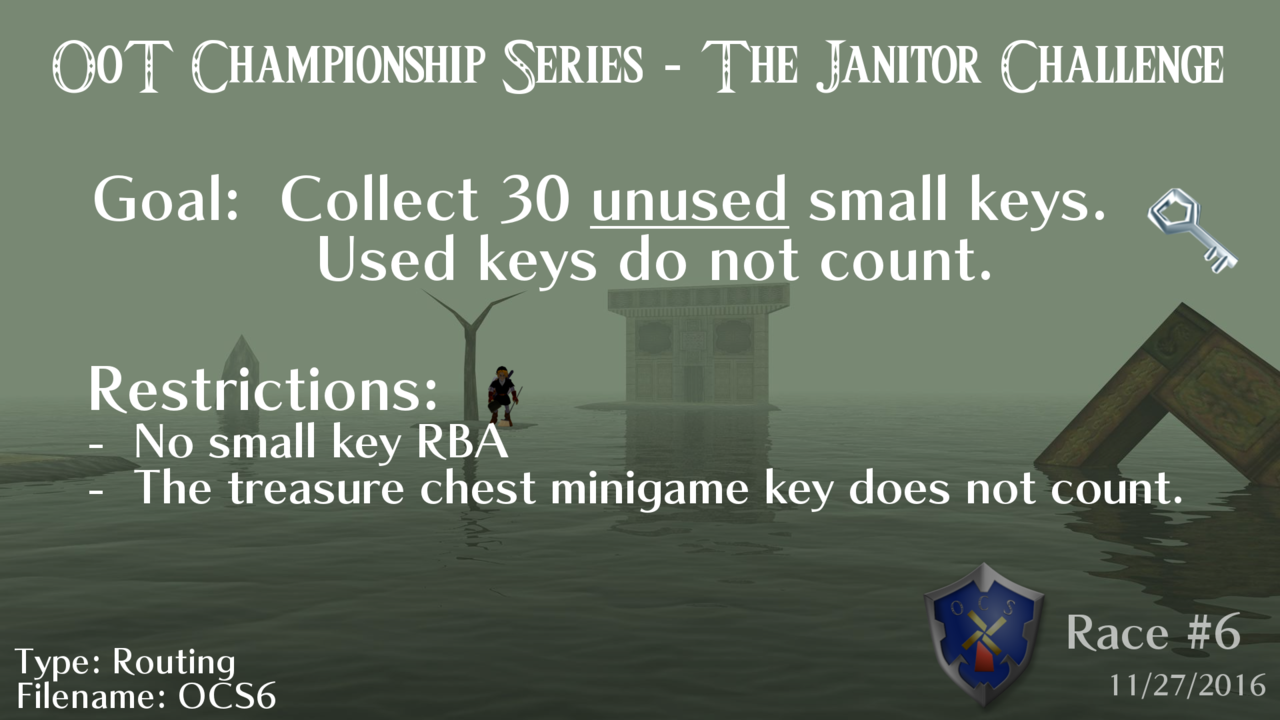 OoT Championship Series - The Janitor Challenge
Goal: Collect 30 unused small keys.
Used keys do not count.
Restrictions:
- No small key RBA
- The treasure chest minigame key does not count.
OCS
Race #6
11/27/2016
Type: Routing
Filename: OCS6